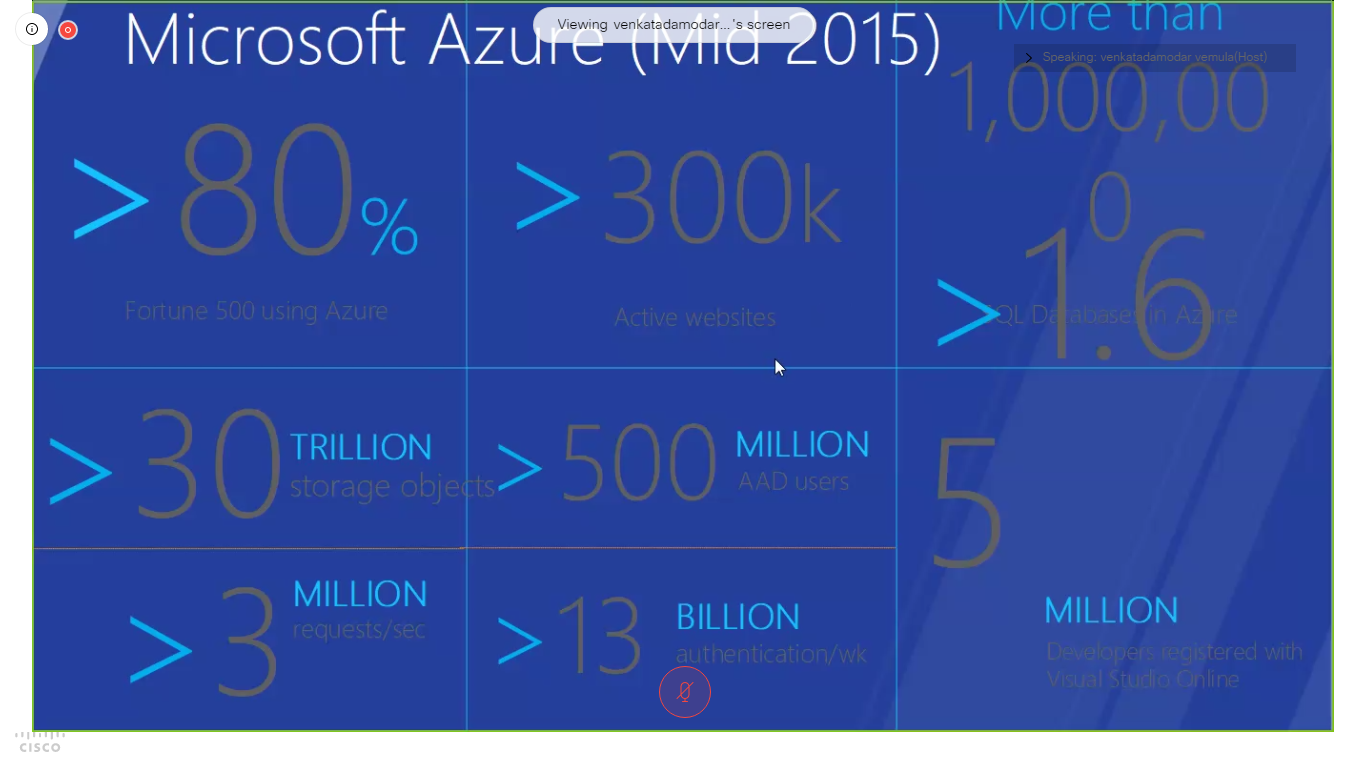 Viewing venkatadamodar...'s screen
Microsoft Azure (Mid 2015)
More than
Speaking: venkatadamodar vemula(Host)
1,000,00
0
> 80%
Fortune 500 using Azure
> 300k
Active websites
> 1.6
QL Databases in Azure
> 30 TRILLION
storage objects
> 500 MILLION
AAD users
5
> 3 MILLION
requests/sec
> 13 BILLION
authentication/wk
MILLION
Developers registered with
Visual Studio Online
CISCO